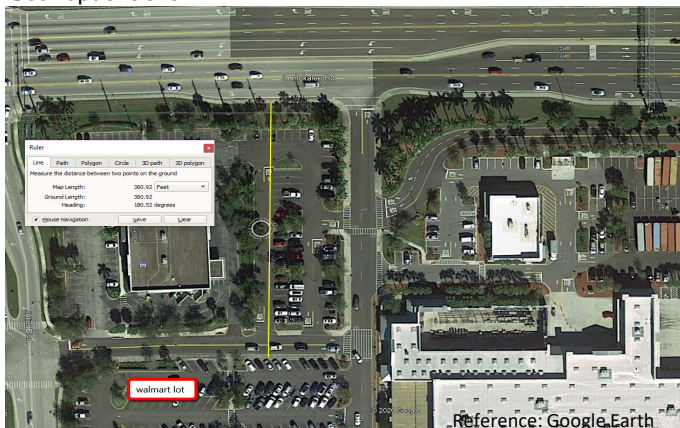 Immokalee Rd
Ruler
Line Path Polygon Circle 3D path 3D polygon
Measure the distance between two points on the ground
Map Length: 360.92 Feet
Ground Length: 360.92
Heading: 180.52 degrees
Mouse Navigation Save Clear
walmart lot
Reference: Google Earth